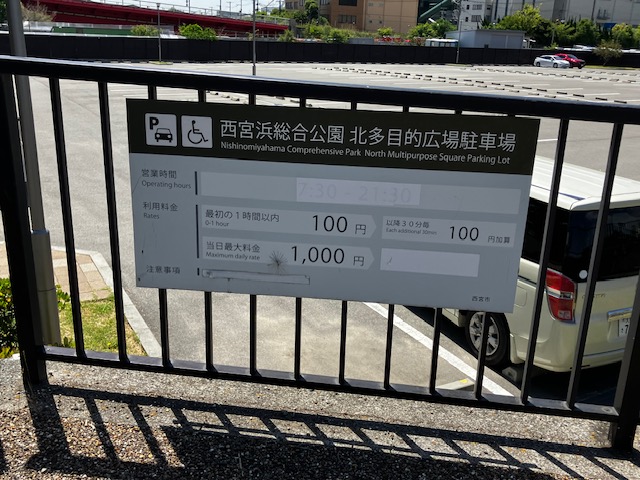 P
西宮浜総合公園 北多目的広場駐車場
Nishinomiyahama Comprehensive Park North Multipurpose Square Parking Lot
営業時間
Operating hours
7:30 - 21:30
利用料金
Rates
最初の1時間以内
0-1 hour
100 円
以降30分毎
Each additional 30min
100 円加算
当日最大料金
Maximum daily rate
1,000 円
注意事項
西宮市